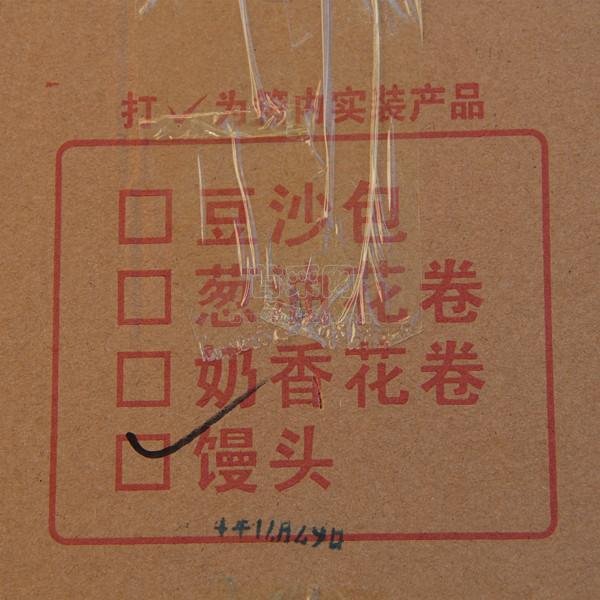 打✓为箱内实装产品
□ 豆沙包
□ 葱油花卷
□ 奶香花卷
☑ 馒头